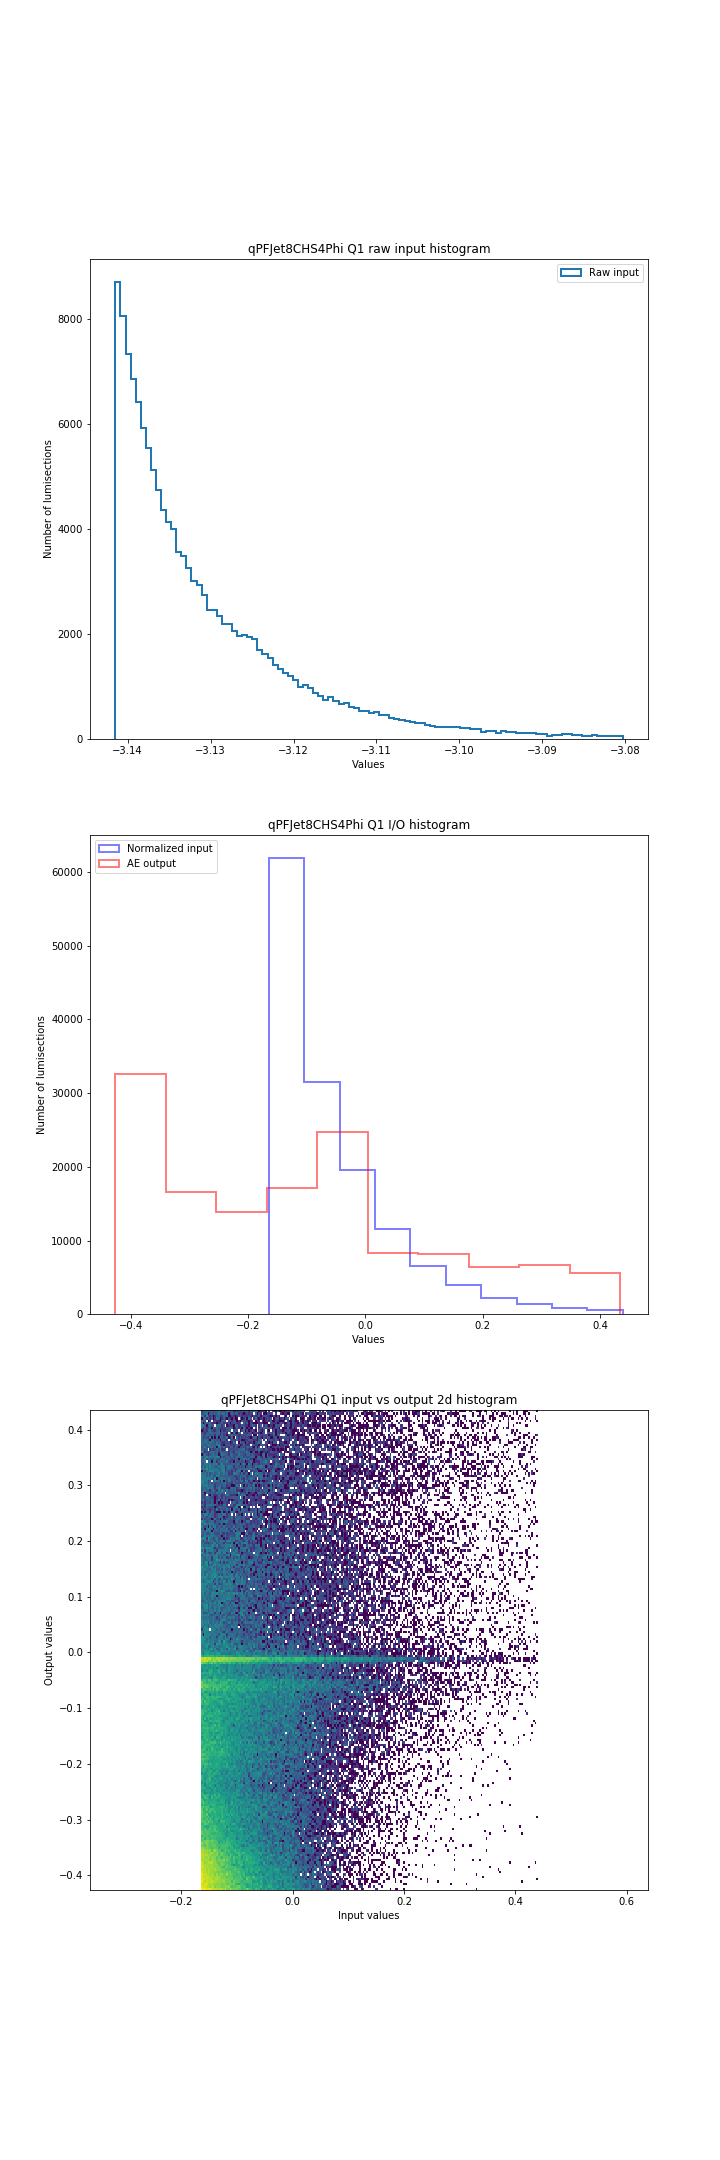 qPFJet8CHS4Phi Q1 raw input histogram
Raw input
8000
6000
4000
2000
0
Number of lumisections
−3.14 −3.13 −3.12 −3.11 −3.10 −3.09 −3.08
Values
qPFJet8CHS4Phi Q1 I/O histogram
Normalized input
AE output
60000
50000
40000
30000
20000
10000
0
Number of lumisections
−0.4 −0.2 0.0 0.2 0.4
Values
qPFJet8CHS4Phi Q1 input vs output 2d histogram
0.4
0.3
0.2
0.1
0.0
−0.1
−0.2
−0.3
−0.4
Output values
−0.2 0.0 0.2 0.4 0.6
Input values